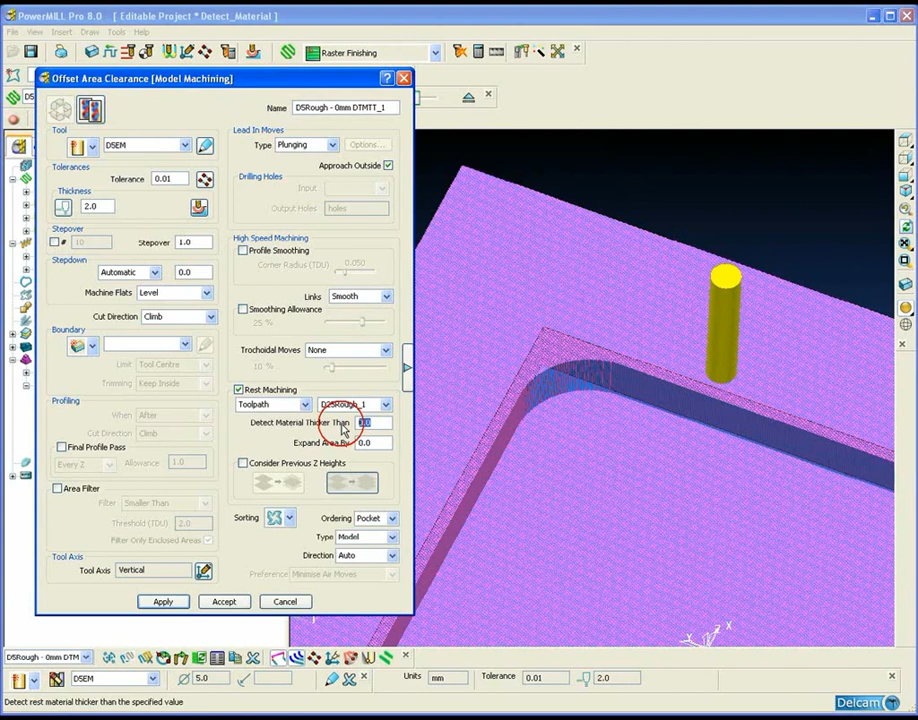 PowerMILL Pro 8.0    [ Editable Project * Detect_Material ]
File View Insert Draw Tools Help
Raster Finishing
Offset Area Clearance [Model Machining]
Name D5Rough - 0mm DTMTT_1
Tool
D5EM
Tolerances
Tolerance 0.01
Thickness
2.0
Stepover
# 10 Stepover 1.0
Stepdown
Automatic 0.0
Machine Flats Level
Cut Direction Climb
Boundary
Limit Tool Centre
Trimming Keep Inside
Profiling
When After
Cut Direction Climb
Final Profile Pass
Every Z Allowance 1.0
Area Filter
Filter Smaller Than
Threshold (TDU) 2.0
Filter Only Enclosed Areas
Tool Axis
Tool Axis Vertical
Lead In Moves
Type Plunging Options...
Approach Outside
Drilling Holes
Input
Output Holes holes
High Speed Machining
Profile Smoothing
Corner Radius (TDU) 0.050
Links Smooth
Smoothing Allowance
25 %
Trochoidal Moves None
10 %
Rest Machining
Toolpath D25Rough_1
Detect Material Thicker Than
Expand Area By 0.0
Consider Previous Z Heights
Sorting Ordering Pocket
Type Model
Direction Auto
Preference Minimise Air Moves
Apply Accept Cancel
Y Z X
D5Rough - 0mm DTM
D5EM 5.0 Units mm Tolerance 0.01 2.0
Detect rest material thicker than the specified value
Delcam